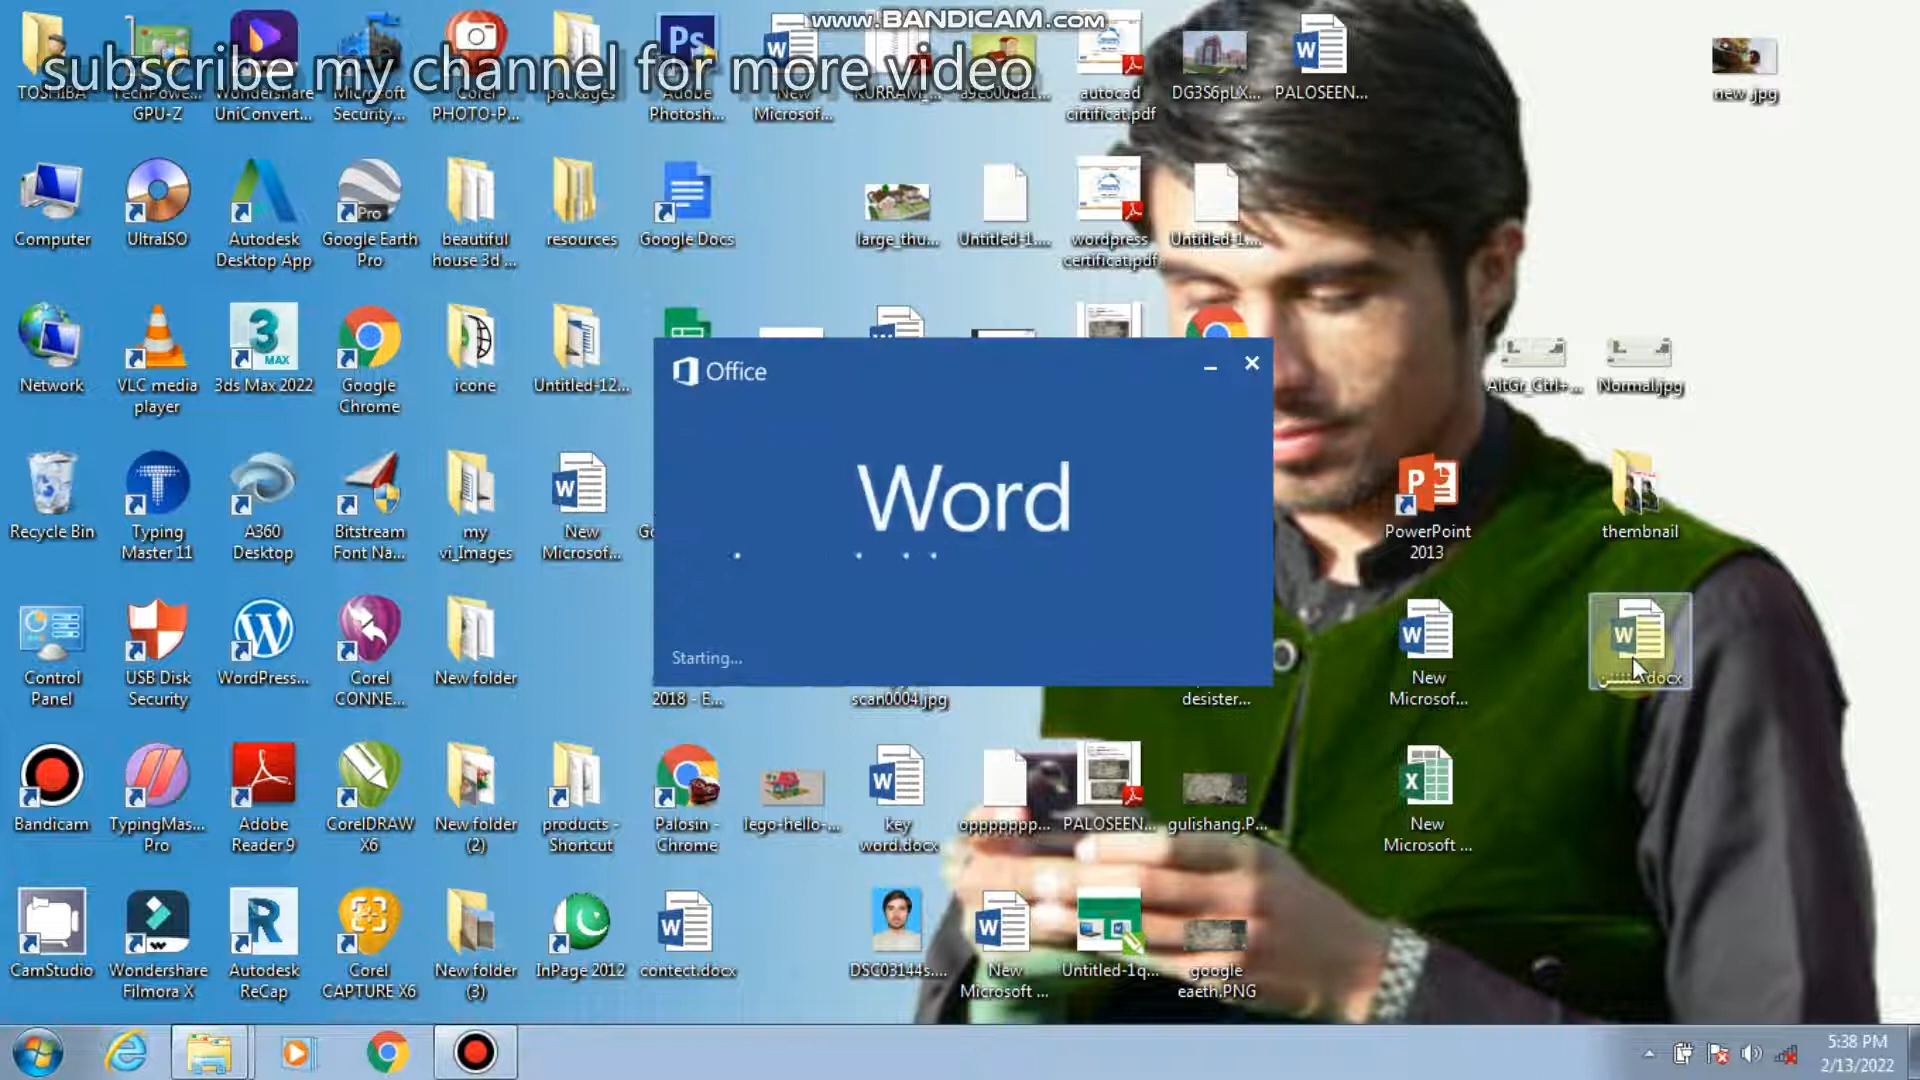 www.BANDICAM.com
subscribe my channel for more video
GPU-Z
UniConvert...
Microsoft
Security...
Corel
PHOTO-P...
packages
Adobe
Photosh...
New
Microsof...
autocad
cirtificat.pdf
DG3S6pLX...
PALOSEEN...
new .jpg
Computer
UltraISO
Autodesk
Desktop App
Google Earth
Pro
beautiful
house 3d ...
resources
Google Docs
large_thu...
Untitled-1....
wordpress
certificat.pdf
Untitled-1....
Network
VLC media
player
3ds Max 2022
Google
Chrome
icone
Untitled-12...
Office
Word
Starting...
AltGr_Ctrl+...
Normal.jpg
Recycle Bin
Typing
Master 11
A360
Desktop
Bitstream
Font Na...
my
vi_Images
New
Microsof...
PowerPoint
2013
thembnail
Control
Panel
USB Disk
Security
WordPress...
Corel
CONNE...
New folder
2018 - E...
scan0004.jpg
desister...
New
Microsof...
Bandicam
TypingMas...
Pro
Adobe
Reader 9
CorelDRAW
X6
New folder
(2)
products -
Shortcut
Palosin -
Chrome
lego-hello-...
key
word.docx
PALOSEEN...
gulishang.P...
New
Microsoft ...
CamStudio
Wondershare
Filmora X
Autodesk
ReCap
Corel
CAPTURE X6
New folder
(3)
InPage 2012
contect.docx
DSC03144s....
New
Microsoft ...
Untitled-1q...
google
eaeth.PNG
5:38 PM
2/13/2022